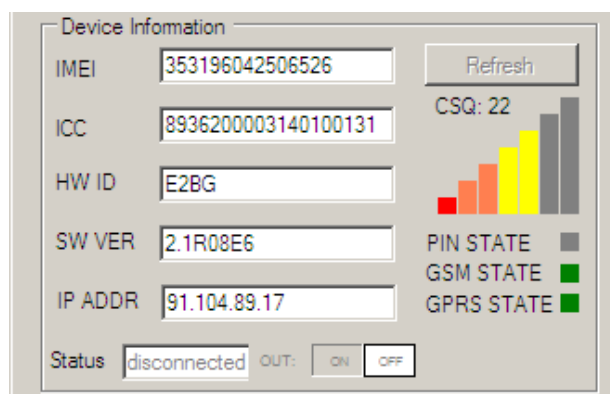 Device Information
IMEI 353196042506526 Refresh
CSQ: 22
ICC 8936200003140100131
HW ID E2BG
SW VER 2.1R08E6 PIN STATE
GSM STATE
IP ADDR 91.104.89.17 GPRS STATE
Status disconnected OUT: ON OFF